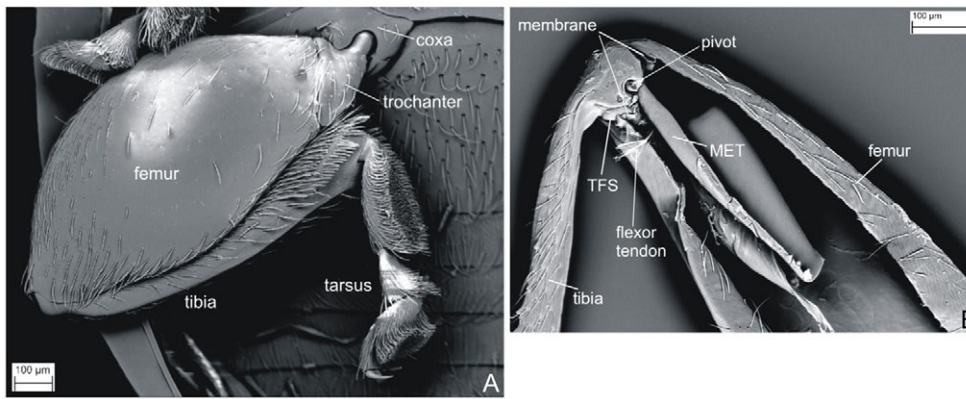 coxa
trochanter
femur
tibia
tarsus
100 µm
A
membrane
pivot
100 µm
MET
femur
TFS
flexor
tendon
tibia